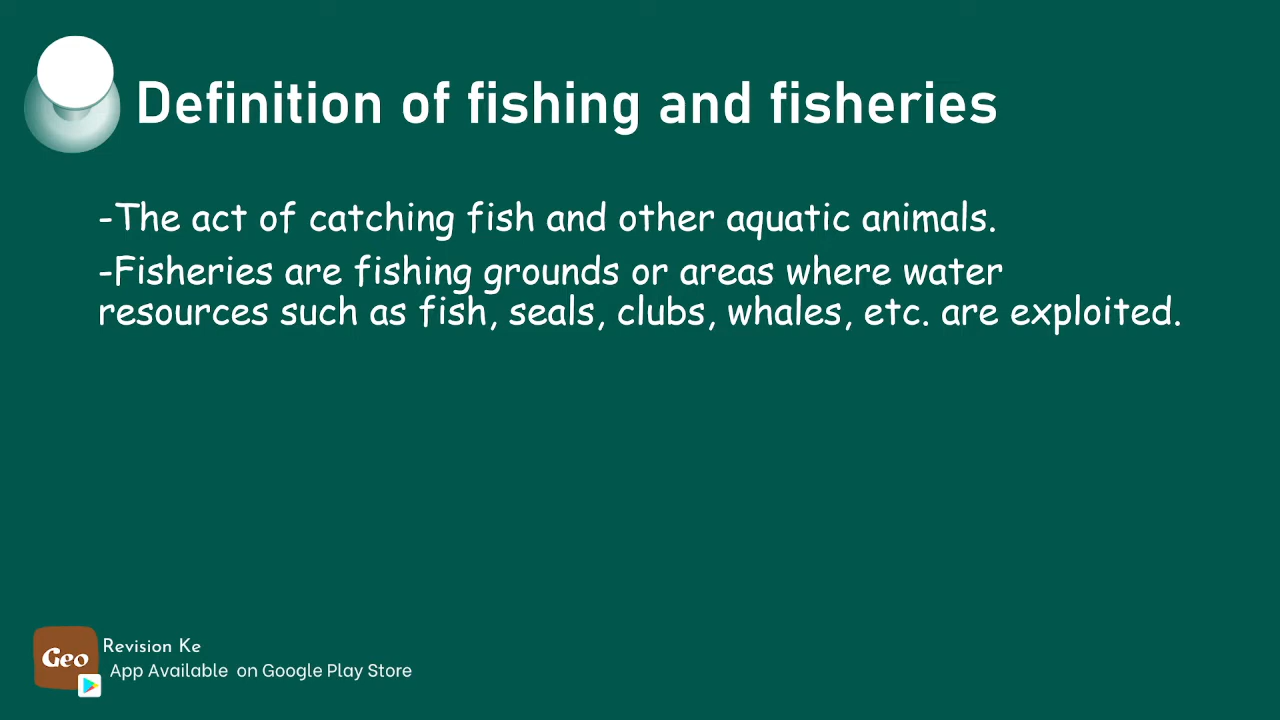 Definition of fishing and fisheries
-The act of catching fish and other aquatic animals.
-Fisheries are fishing grounds or areas where water
resources such as fish, seals, clubs, whales, etc. are exploited.
Geo
Revision Ke
App Available on Google Play Store